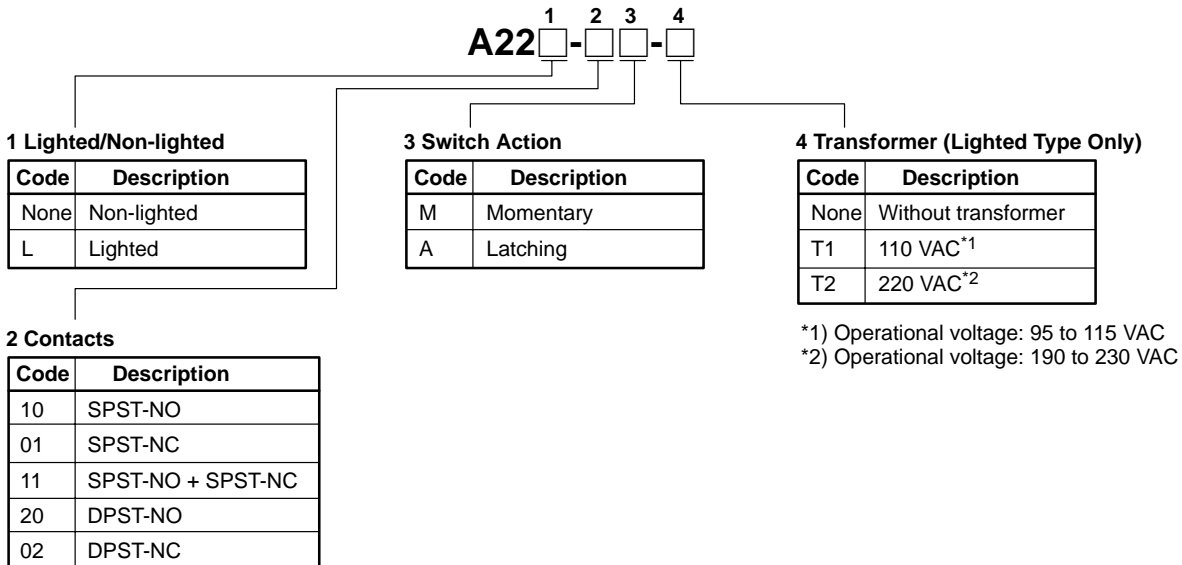 1 2 3 4
A22□-□□-□
1 Lighted/Non-lighted
Code Description
None Non-lighted
L Lighted
3 Switch Action
Code Description
M Momentary
A Latching
4 Transformer (Lighted Type Only)
Code Description
None Without transformer
T1 110 VAC*1
T2 220 VAC*2
*1) Operational voltage: 95 to 115 VAC
*2) Operational voltage: 190 to 230 VAC
2 Contacts
Code Description
10 SPST-NO
01 SPST-NC
11 SPST-NO + SPST-NC
20 DPST-NO
02 DPST-NC